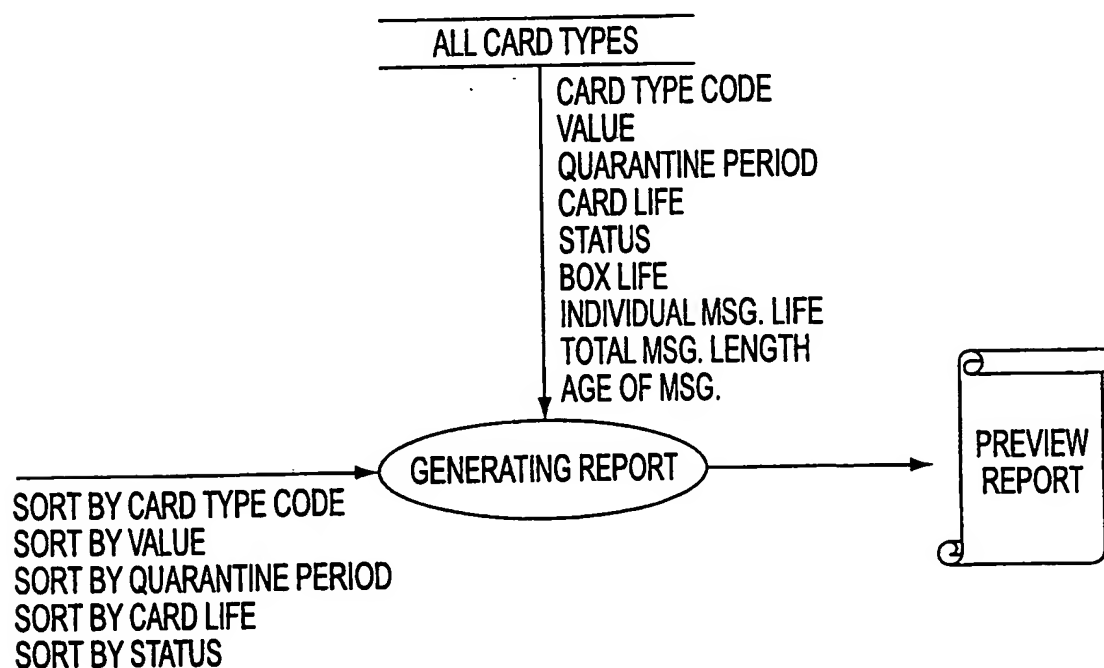 ALL CARD TYPES
CARD TYPE CODE
VALUE
QUARANTINE PERIOD
CARD LIFE
STATUS
BOX LIFE
INDIVIDUAL MSG. LIFE
TOTAL MSG. LENGTH
AGE OF MSG.
GENERATING REPORT
PREVIEW
REPORT
SORT BY CARD TYPE CODE
SORT BY VALUE
SORT BY QUARANTINE PERIOD
SORT BY CARD LIFE
SORT BY STATUS